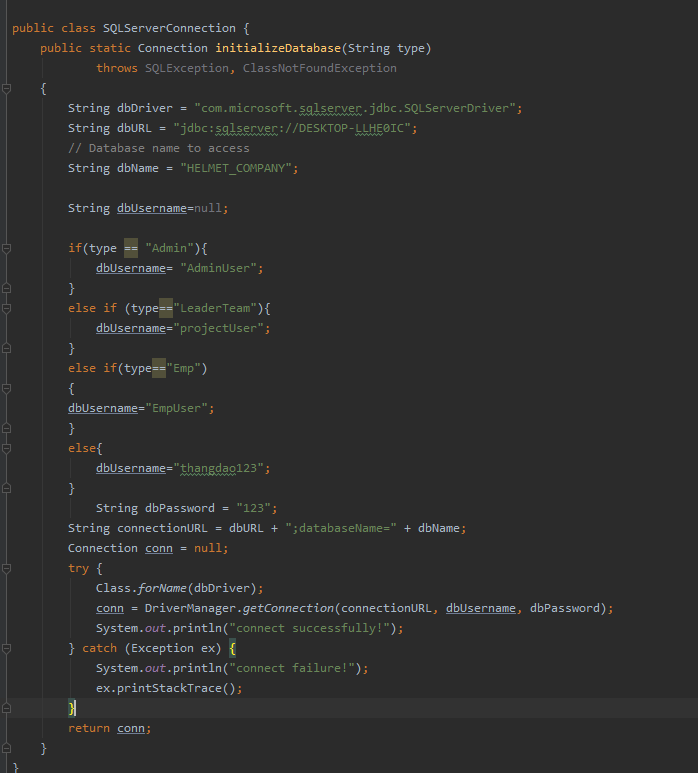 public class SQLServerConnection {
    public static Connection initializeDatabase(String type)
            throws SQLException, ClassNotFoundException
    {
        String dbDriver = "com.microsoft.sqlserver.jdbc.SQLServerDriver";
        String dbURL = "jdbc:sqlserver://DESKTOP-LLHE0IC";
        // Database name to access
        String dbName = "HELMET_COMPANY";

        String dbUsername=null;

        if(type == "Admin"){
            dbUsername= "AdminUser";
        }
        else if (type=="LeaderTeam"){
            dbUsername="projectUser";
        }
        else if(type=="Emp")
        {
        dbUsername="EmpUser";
        }
        else{
            dbUsername="thangdao123";
        }
            String dbPassword = "123";
        String connectionURL = dbURL + ";databaseName=" + dbName;
        Connection conn = null;
        try {
            Class.forName(dbDriver);
            conn = DriverManager.getConnection(connectionURL, dbUsername, dbPassword);
            System.out.println("connect successfully!");
        } catch (Exception ex) {
            System.out.println("connect failure!");
            ex.printStackTrace();
        }
        return conn;
    }
}